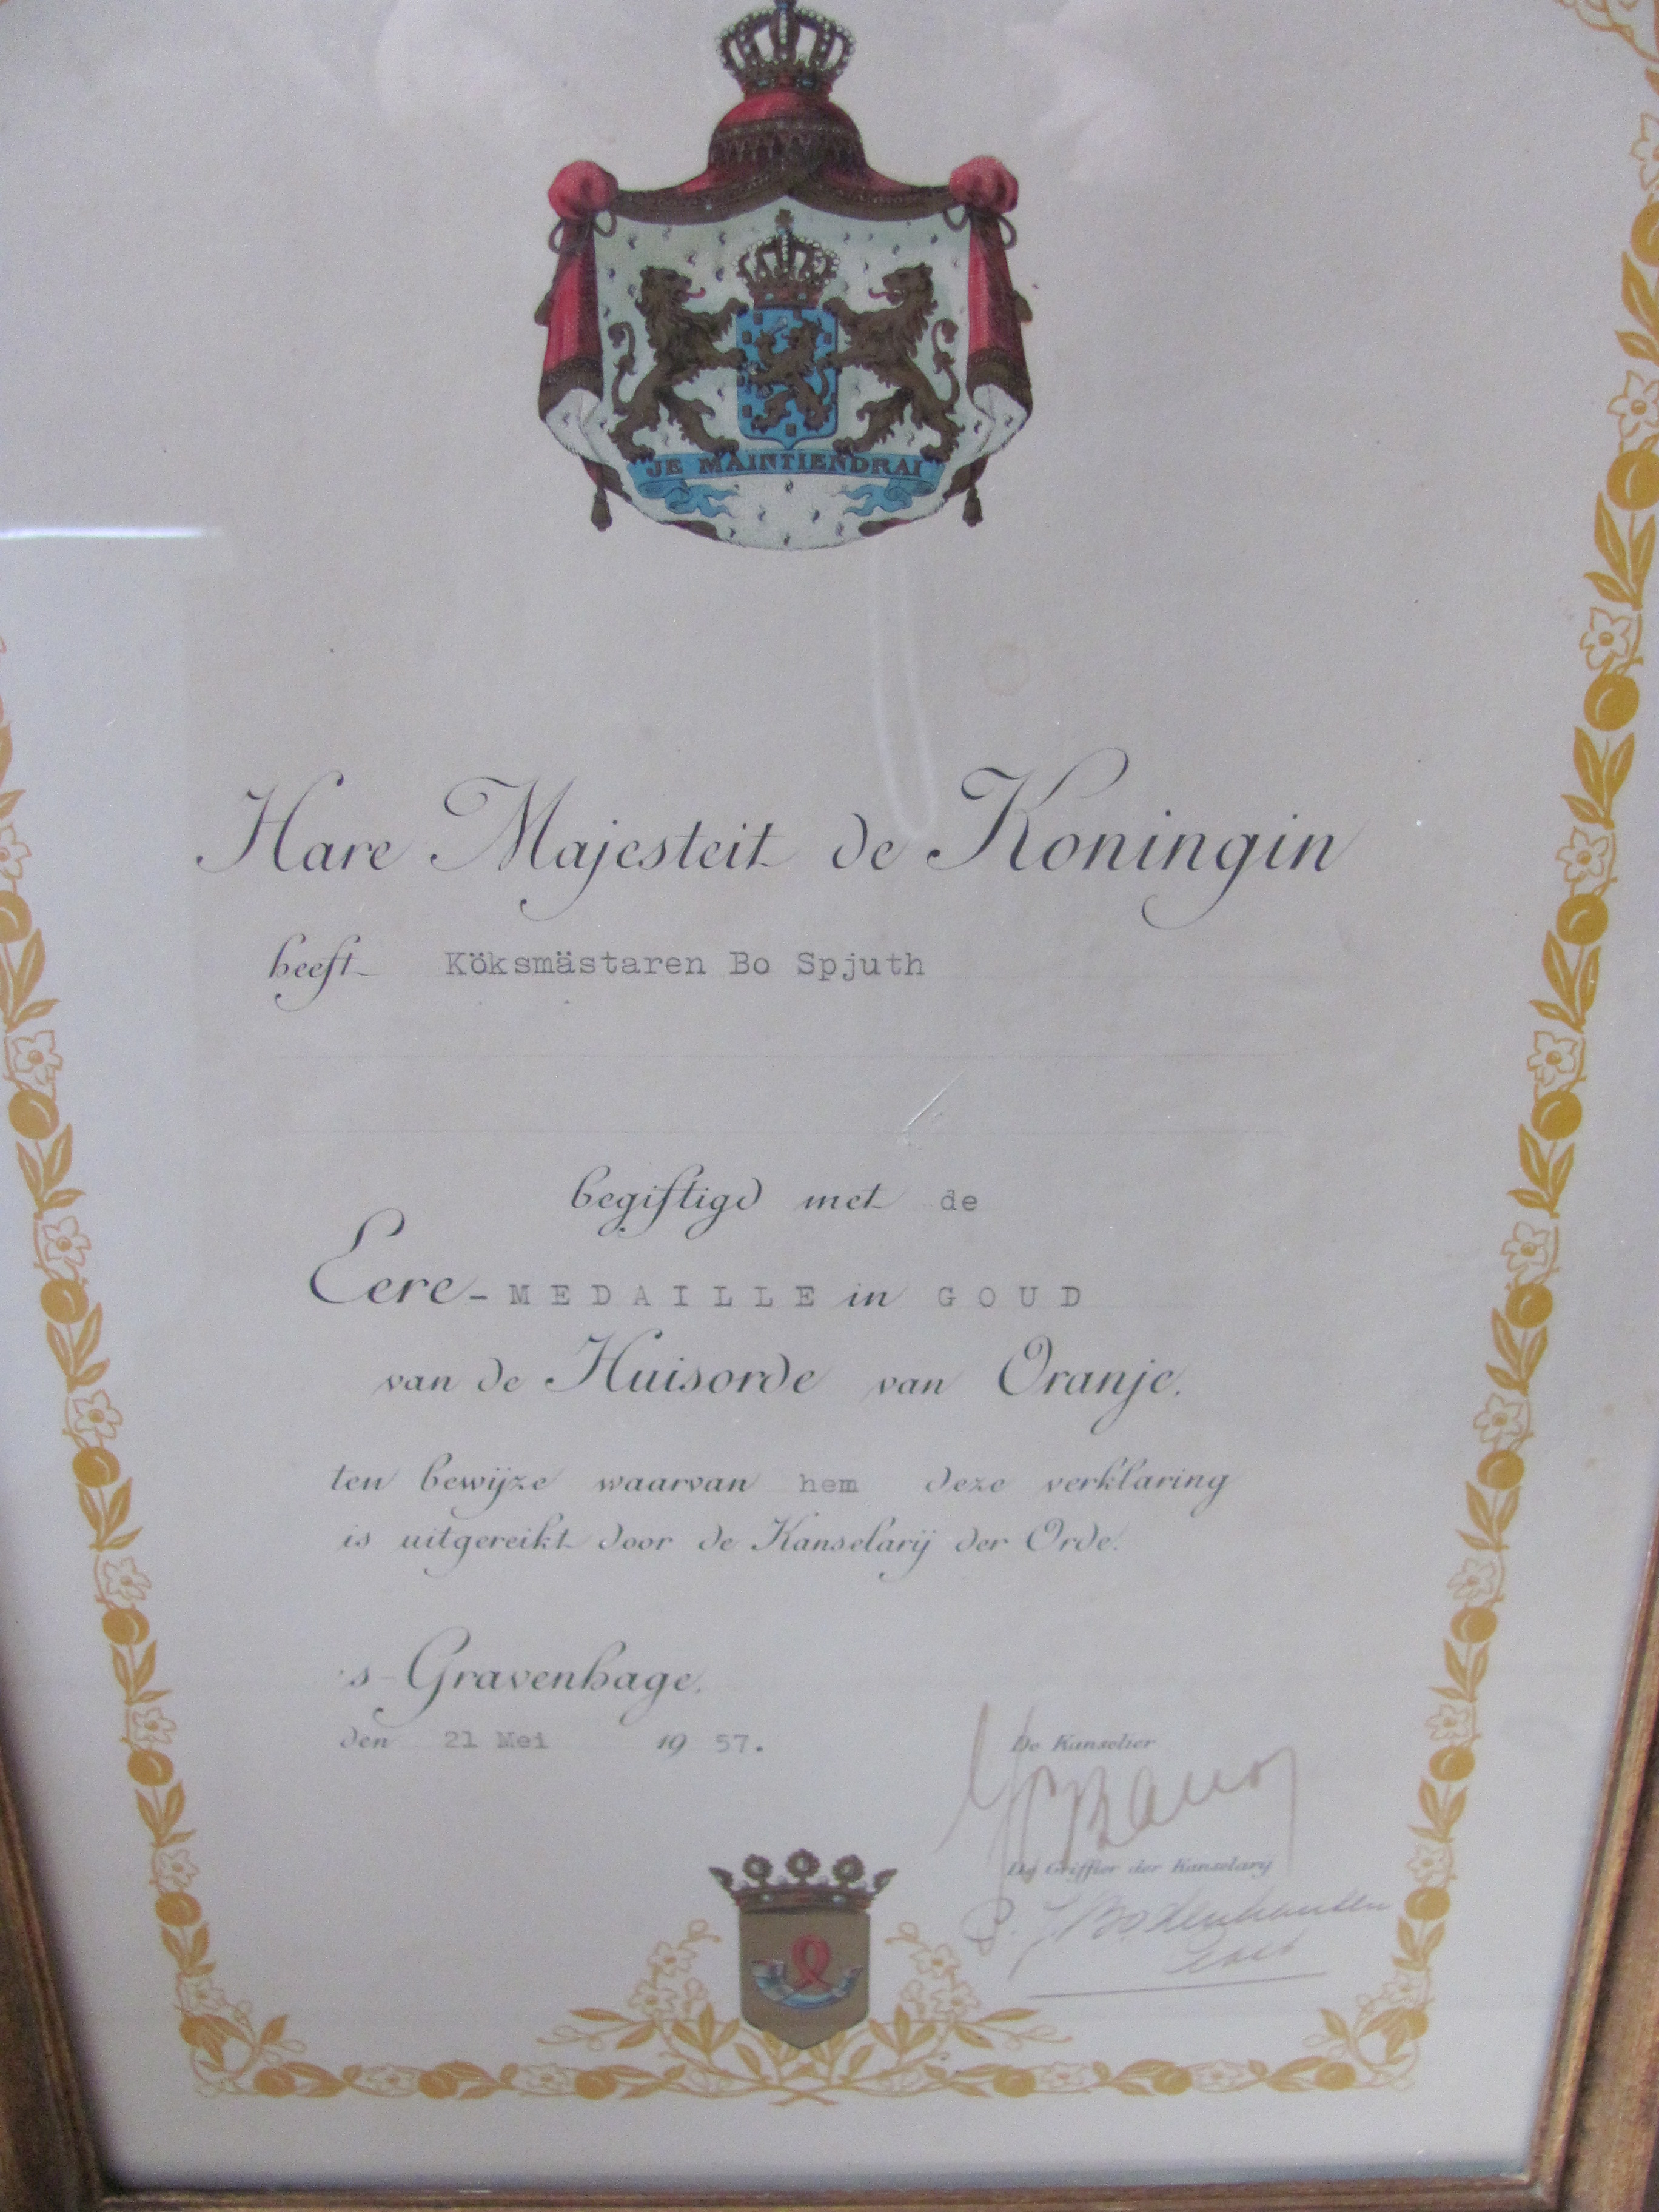 JE MAINTIENDRAI
Hare Majesteit de Koningin
heeft Köksmästaren Bo Spjuth
begiftigd met de
Eere-MEDAILLE in GOUD
van de Huisorde van Oranje,
ten bewijze waarvan hem deze verklaring
is uitgereikt door de Kanselarij der Orde.
's-Gravenhage,
den 21 Mei 1957.
De Kanselier
De Griffier der Kanselarij